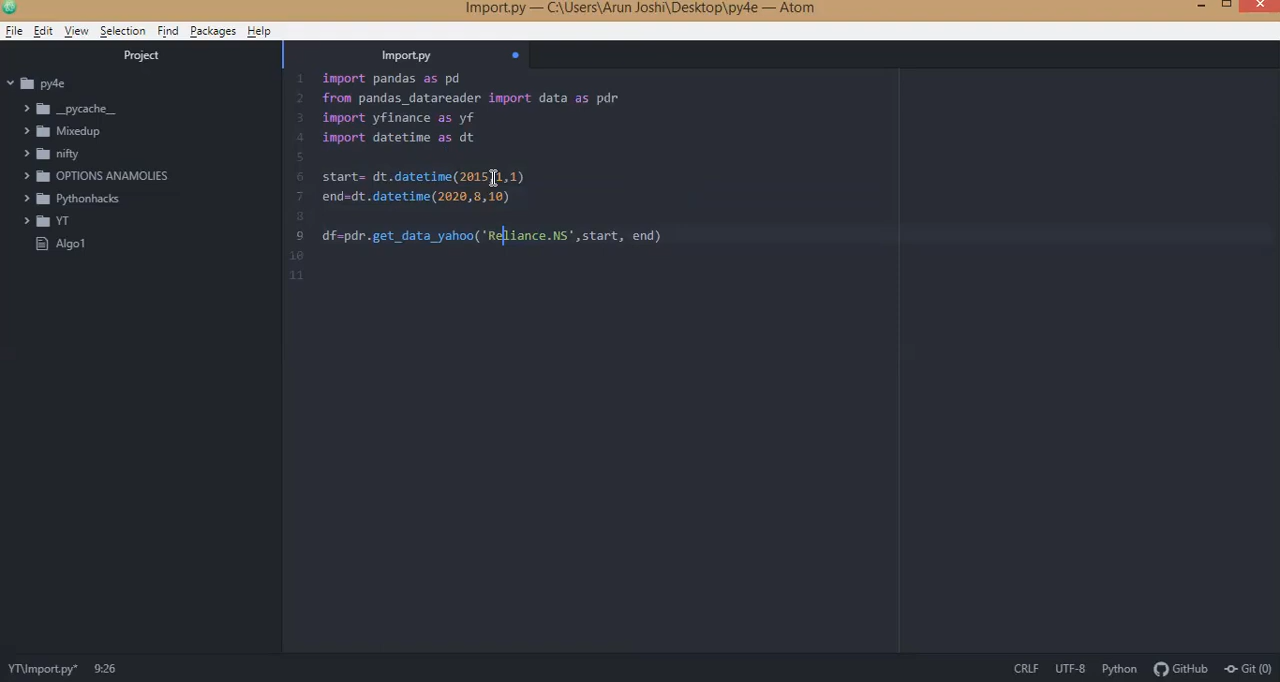 Import.py — C:\Users\Arun Joshi\Desktop\py4e — Atom
File Edit View Selection Find Packages Help
Project
Import.py
py4e
__pycache__
Mixedup
nifty
OPTIONS ANAMOLIES
Pythonhacks
YT
Algo1
1 import pandas as pd
2 from pandas_datareader import data as pdr
3 import yfinance as yf
4 import datetime as dt
5
6 start= dt.datetime(2015,1,1)
7 end=dt.datetime(2020,8,10)
8
9 df=pdr.get_data_yahoo('Reliance.NS',start, end)
10
11
YT\Import.py* 9:26 CRLF UTF-8 Python GitHub Git (0)